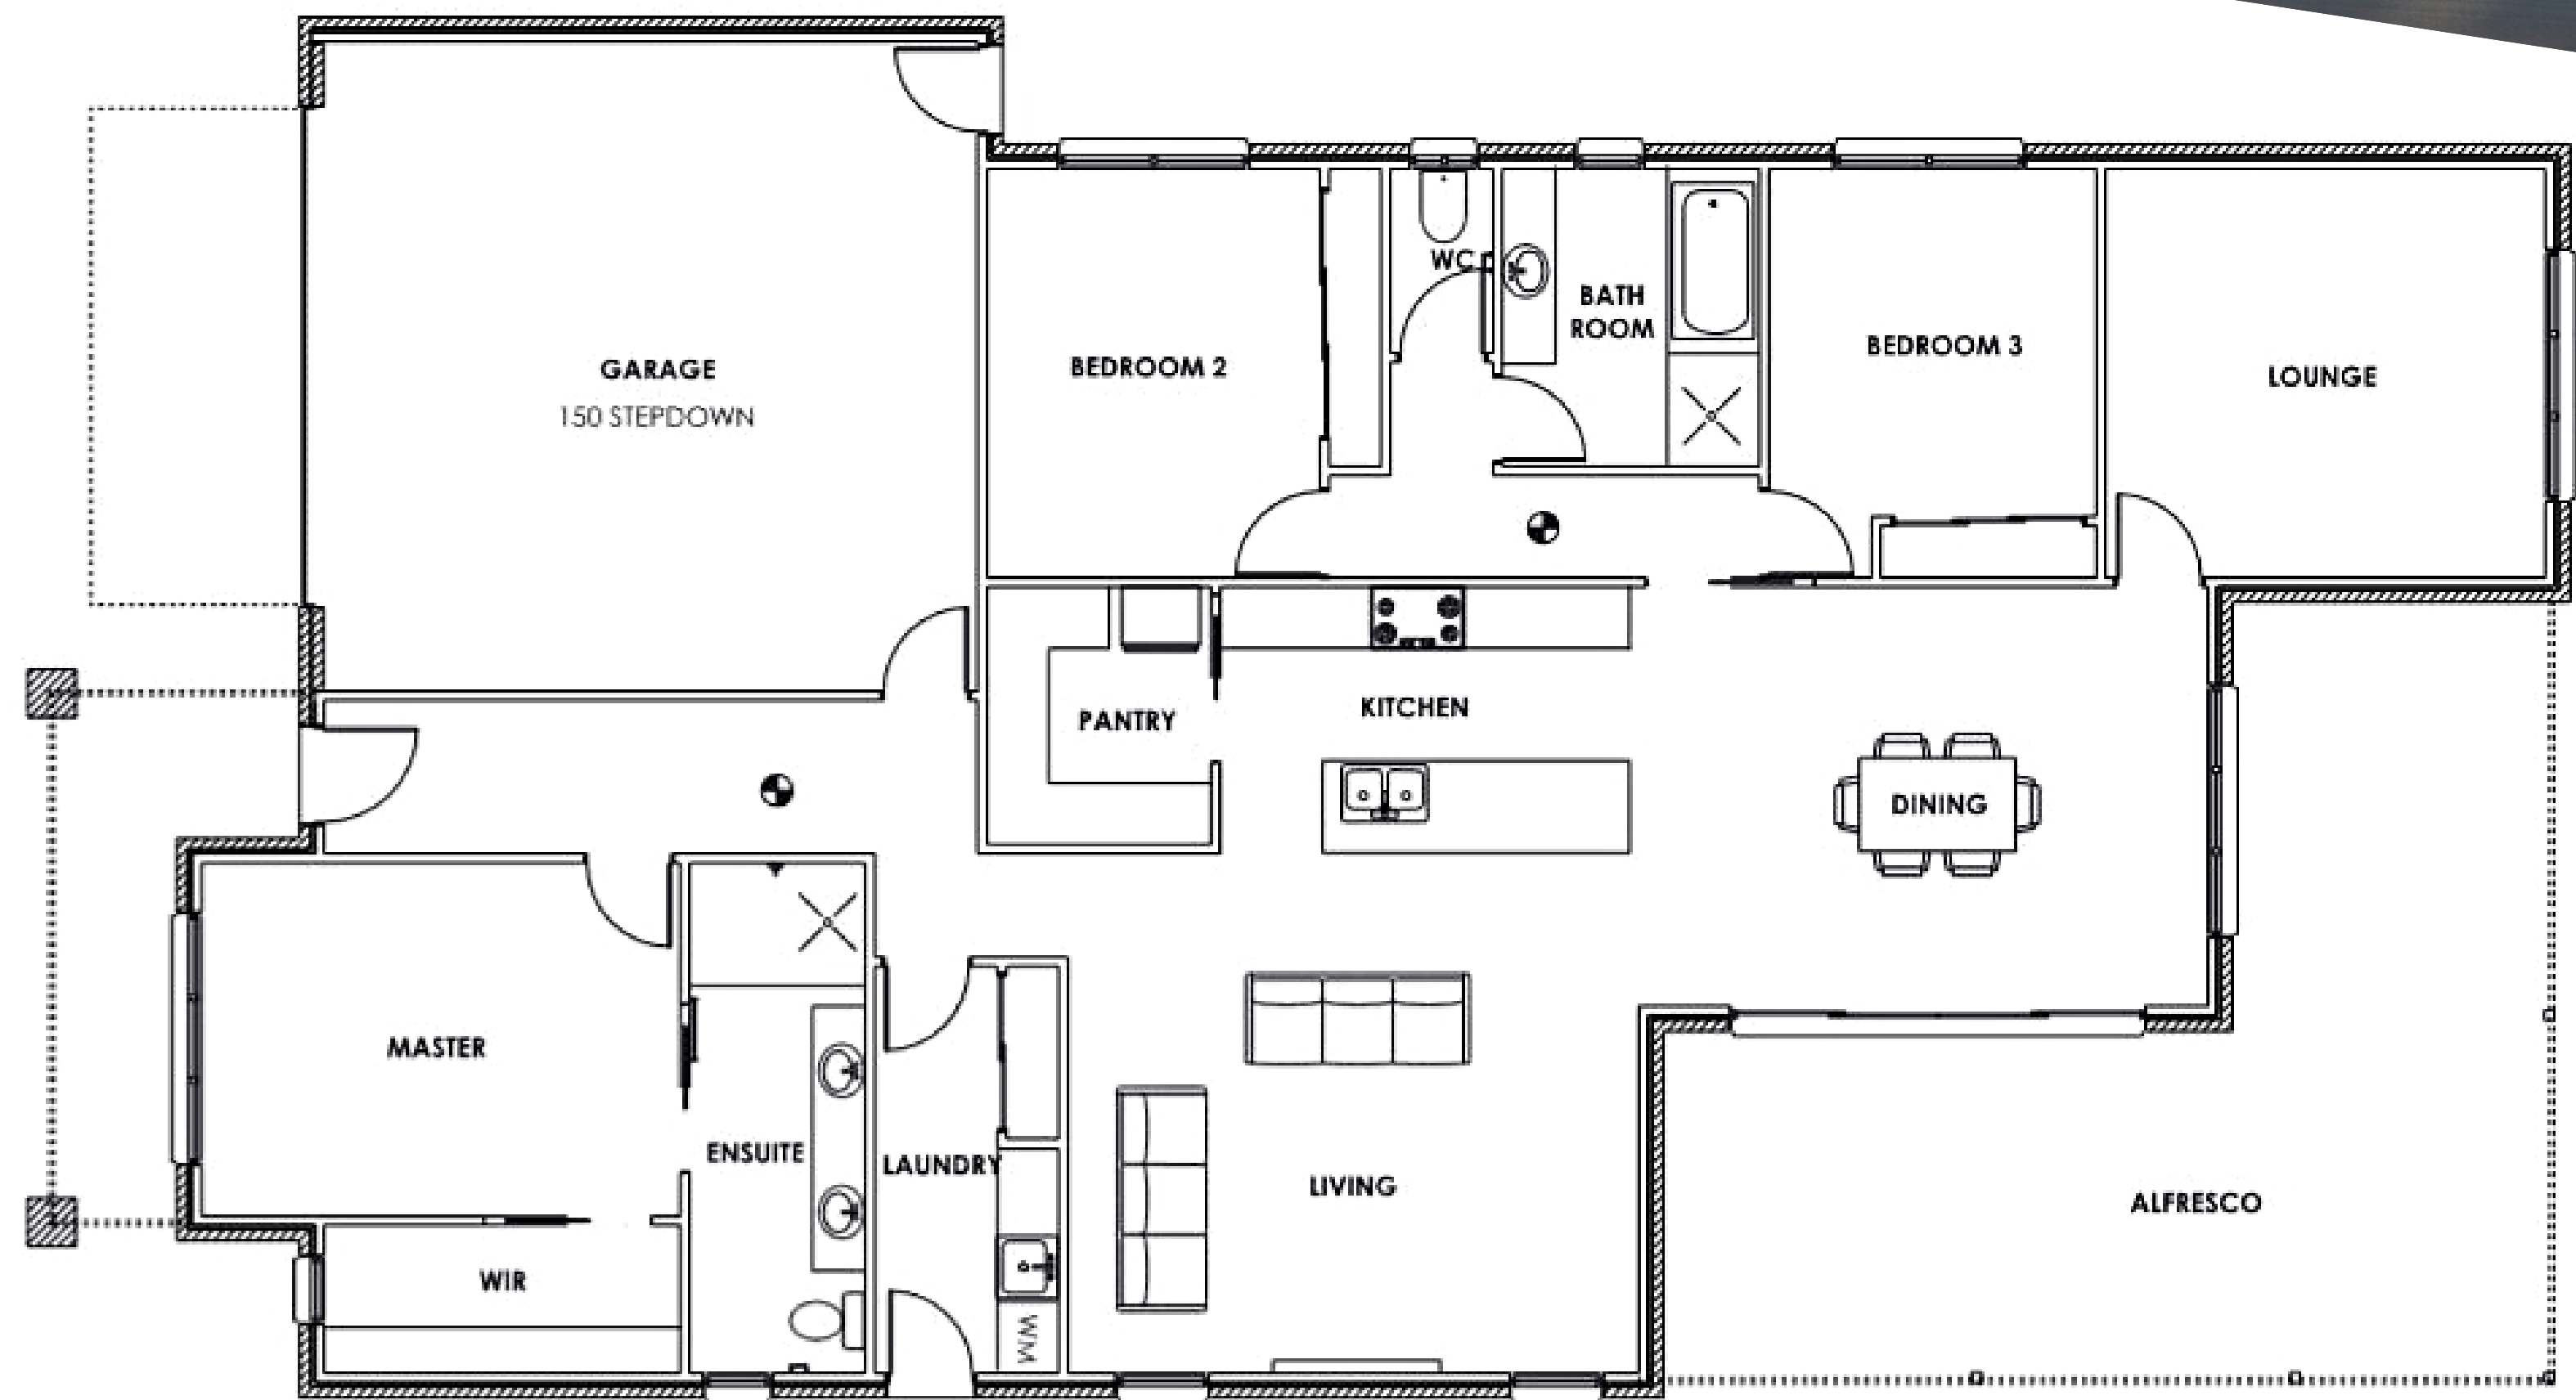 GARAGE
150 STEPDOWN
BEDROOM 2
WC
BATH
ROOM
BEDROOM 3
LOUNGE
PANTRY
KITCHEN
DINING
MASTER
ENSUITE
LAUNDRY
LIVING
ALFRESCO
WIR
WM